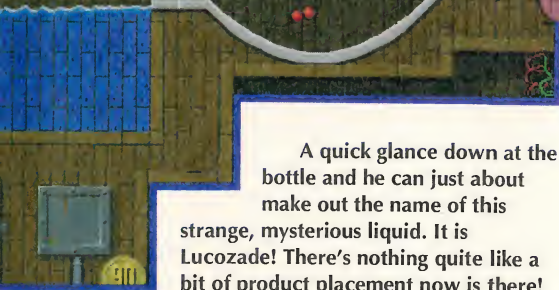 A quick glance down at the
bottle and he can just about
make out the name of this
strange, mysterious liquid. It is
Lucozade! There's nothing quite like a
bit of product placement now is there!